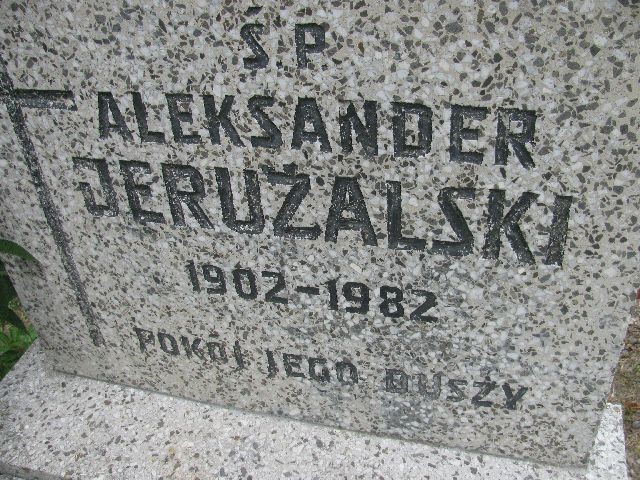 ŚP
ALEKSANDER
JERUŻALSKI
1902-1982
POKÓJ JEGO DUSZY